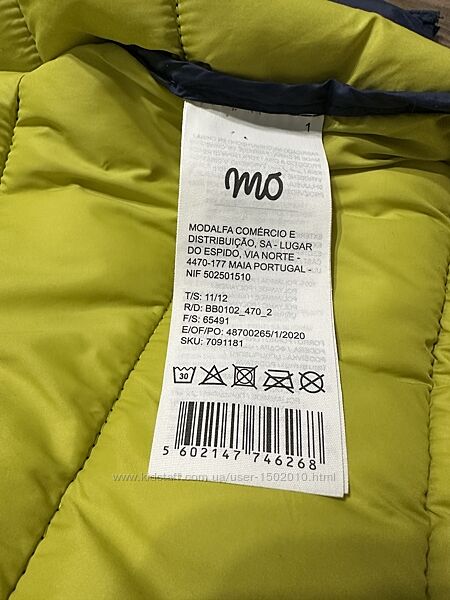 1
MO
MODALFA COMÉRCIO E
DISTRIBUIÇÃO, SA - LUGAR
DO ESPIDO, VIA NORTE -
4470-177 MAIA PORTUGAL -
NIF 502501510
T/S: 11/12
R/D: BB0102_470_2
F/S: 65491
E/OF/PO: 48700265/1/2020
SKU: 7091181
30
5 602147 746268
www.kidstaff.com.ua/user-1502010.html